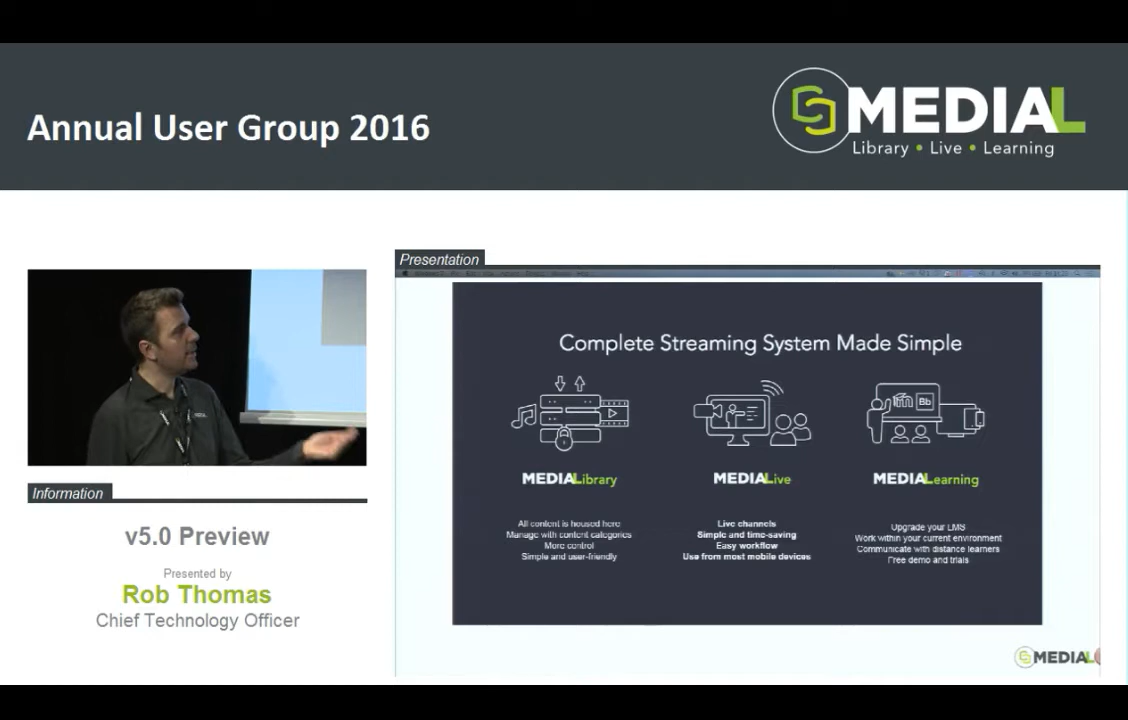 Annual User Group 2016
MEDIAL
Library • Live • Learning
Presentation
Complete Streaming System Made Simple
m Bb
MEDIALibrary
MEDIALive
MEDIALearning
All content is housed here
Manage with content categories
More control
Simple and user-friendly
Live channels
Simple and time-saving
Easy workflow
Use from most mobile devices
Upgrade your LMS
Work within your current environment
Communicate with distance learners
Free demo and trials
MEDIAL
Information
v5.0 Preview
Presented by
Rob Thomas
Chief Technology Officer